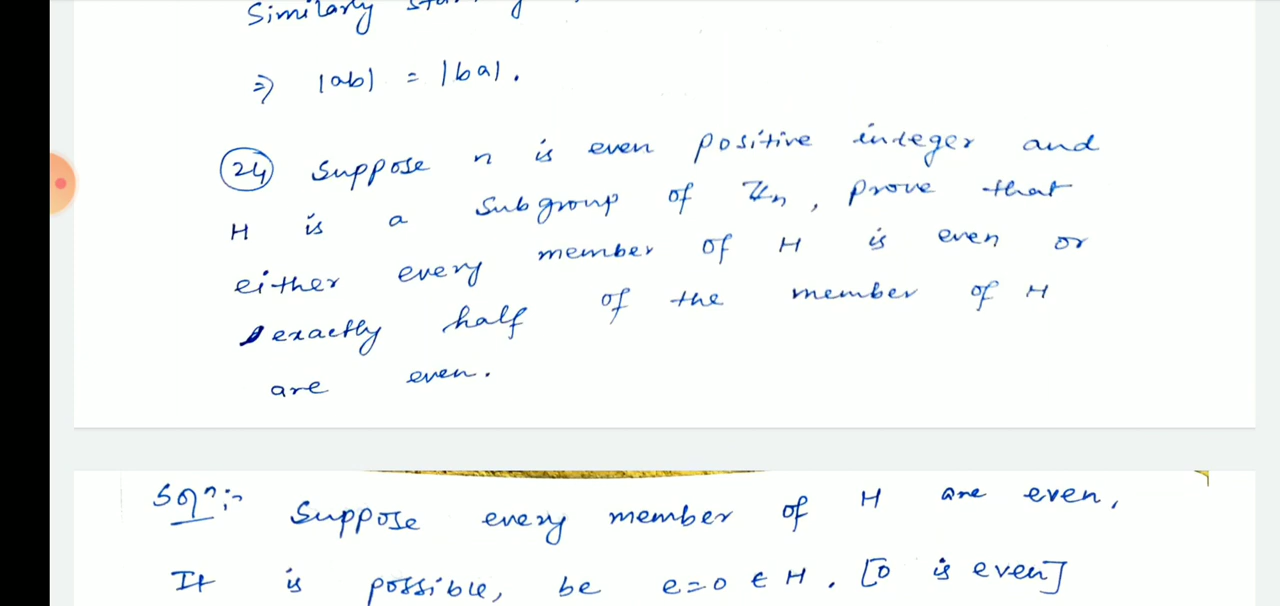 Similarly
⇒ |ab| = |ba|.
(24) Suppose n is even positive integer and
H is a subgroup of Zn, prove that
either every member of H is even or
exactly half of the member of H
are even.
Soln:- Suppose every member of H are even,
It is possible, be e=0 ∈ H. [0 is even]